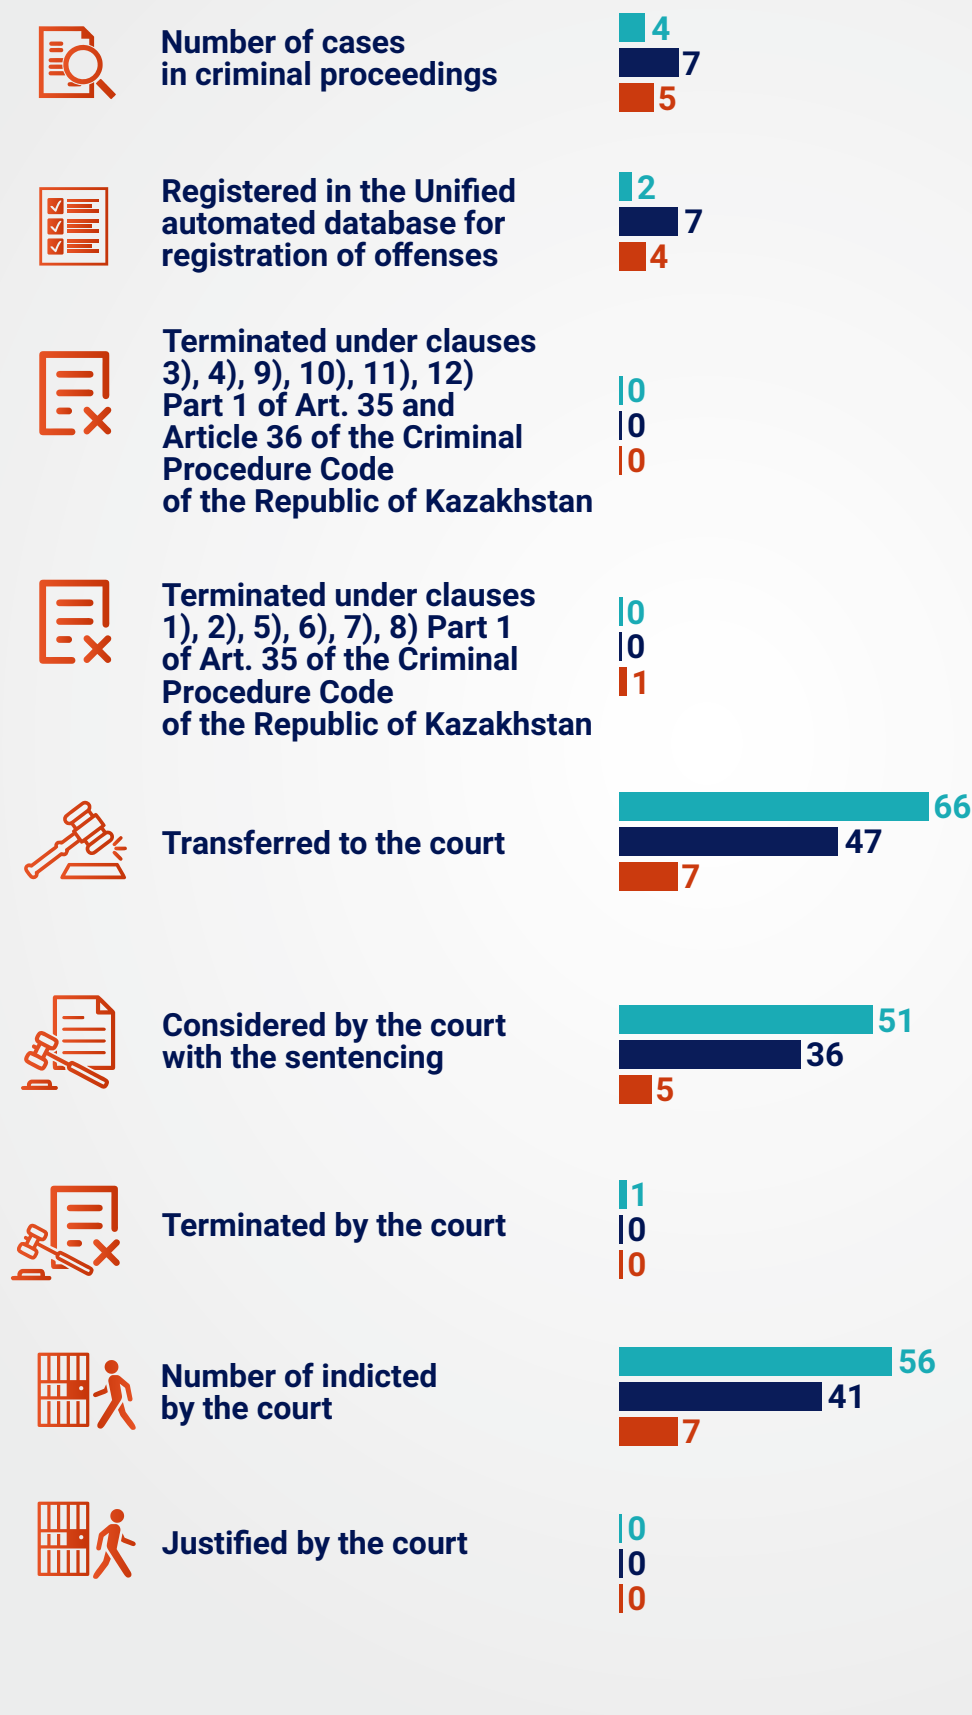 Number of cases
in criminal proceedings
4
7
5
Registered in the Unified
automated database for
registration of offenses
2
7
4
Terminated under clauses
3), 4), 9), 10), 11), 12)
Part 1 of Art. 35 and
Article 36 of the Criminal
Procedure Code
of the Republic of Kazakhstan
0
0
0
Terminated under clauses
1), 2), 5), 6), 7), 8) Part 1
of Art. 35 of the Criminal
Procedure Code
of the Republic of Kazakhstan
0
0
1
Transferred to the court
66
47
7
Considered by the court
with the sentencing
51
36
5
Terminated by the court
1
0
0
Number of indicted
by the court
56
41
7
Justified by the court
0
0
0